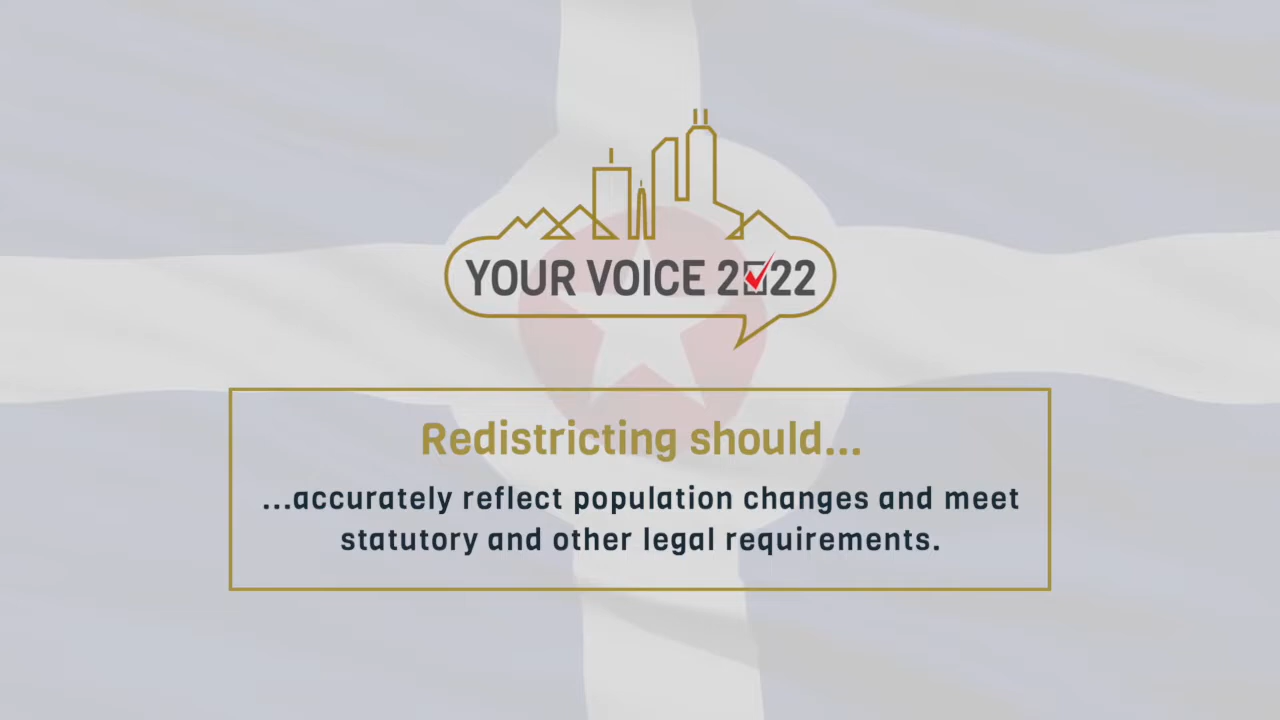 YOUR VOICE 2022
Redistricting should...
...accurately reflect population changes and meet
statutory and other legal requirements.